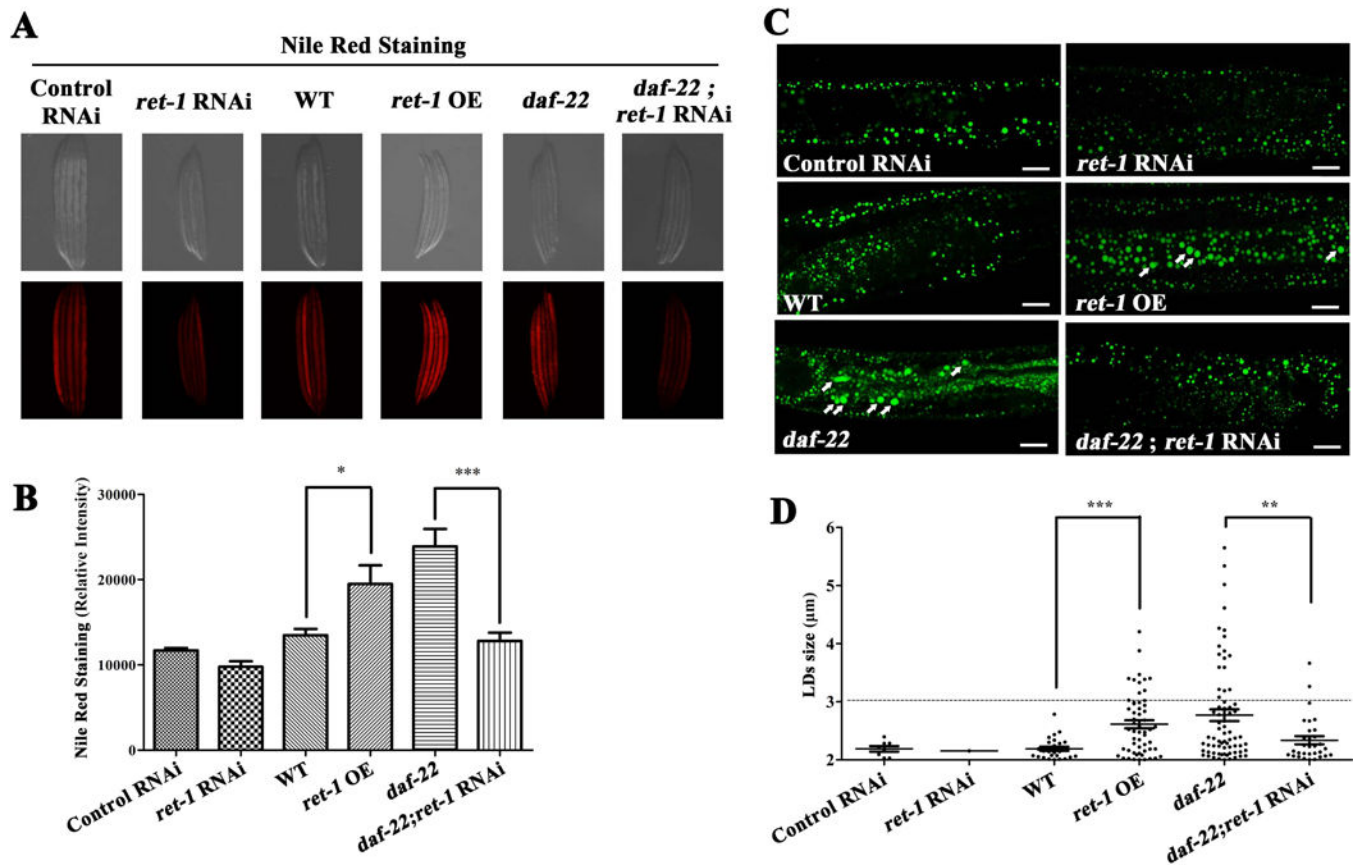 A
Nile Red Staining
Control RNAi
ret-1 RNAi
WT
ret-1 OE
daf-22
daf-22 ; ret-1 RNAi
B
Nile Red Staining (Relative Intensity)
30000
20000
10000
0
*
***
Control RNAi
ret-1 RNAi
WT
ret-1 OE
daf-22
daf-22;ret-1 RNAi
C
Control RNAi
ret-1 RNAi
WT
ret-1 OE
daf-22
daf-22 ; ret-1 RNAi
D
LDs size (μm)
6
5
4
3
2
***
**
Control RNAi
ret-1 RNAi
WT
ret-1 OE
daf-22
daf-22;ret-1 RNAi